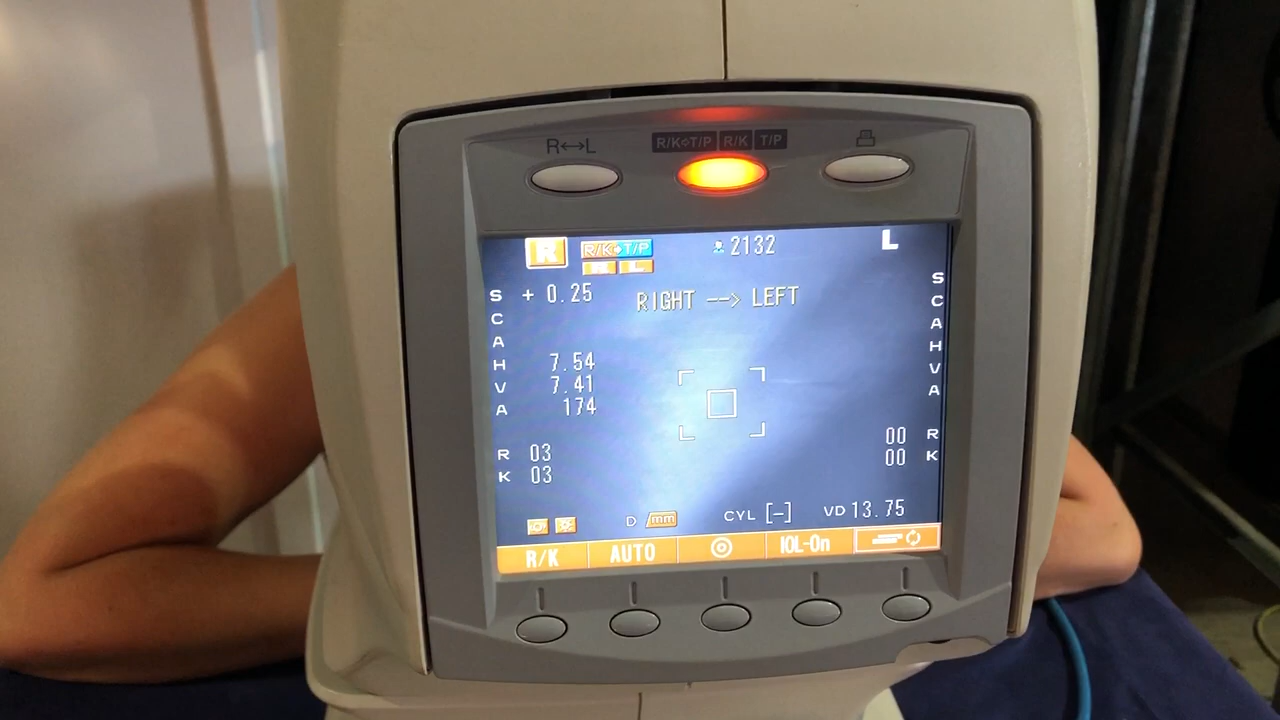 R↔L
R/K⇨T/P R/K T/P
R R/K⇨T/P 2132 L
R L
S + 0.25 RIGHT --> LEFT S
C C
A A
H 7.54 H
V 7.41 V
A 174 A
R 03 00 R
K 03 00 K
D /mm CYL [-] VD 13.75
R/K AUTO IOL-On